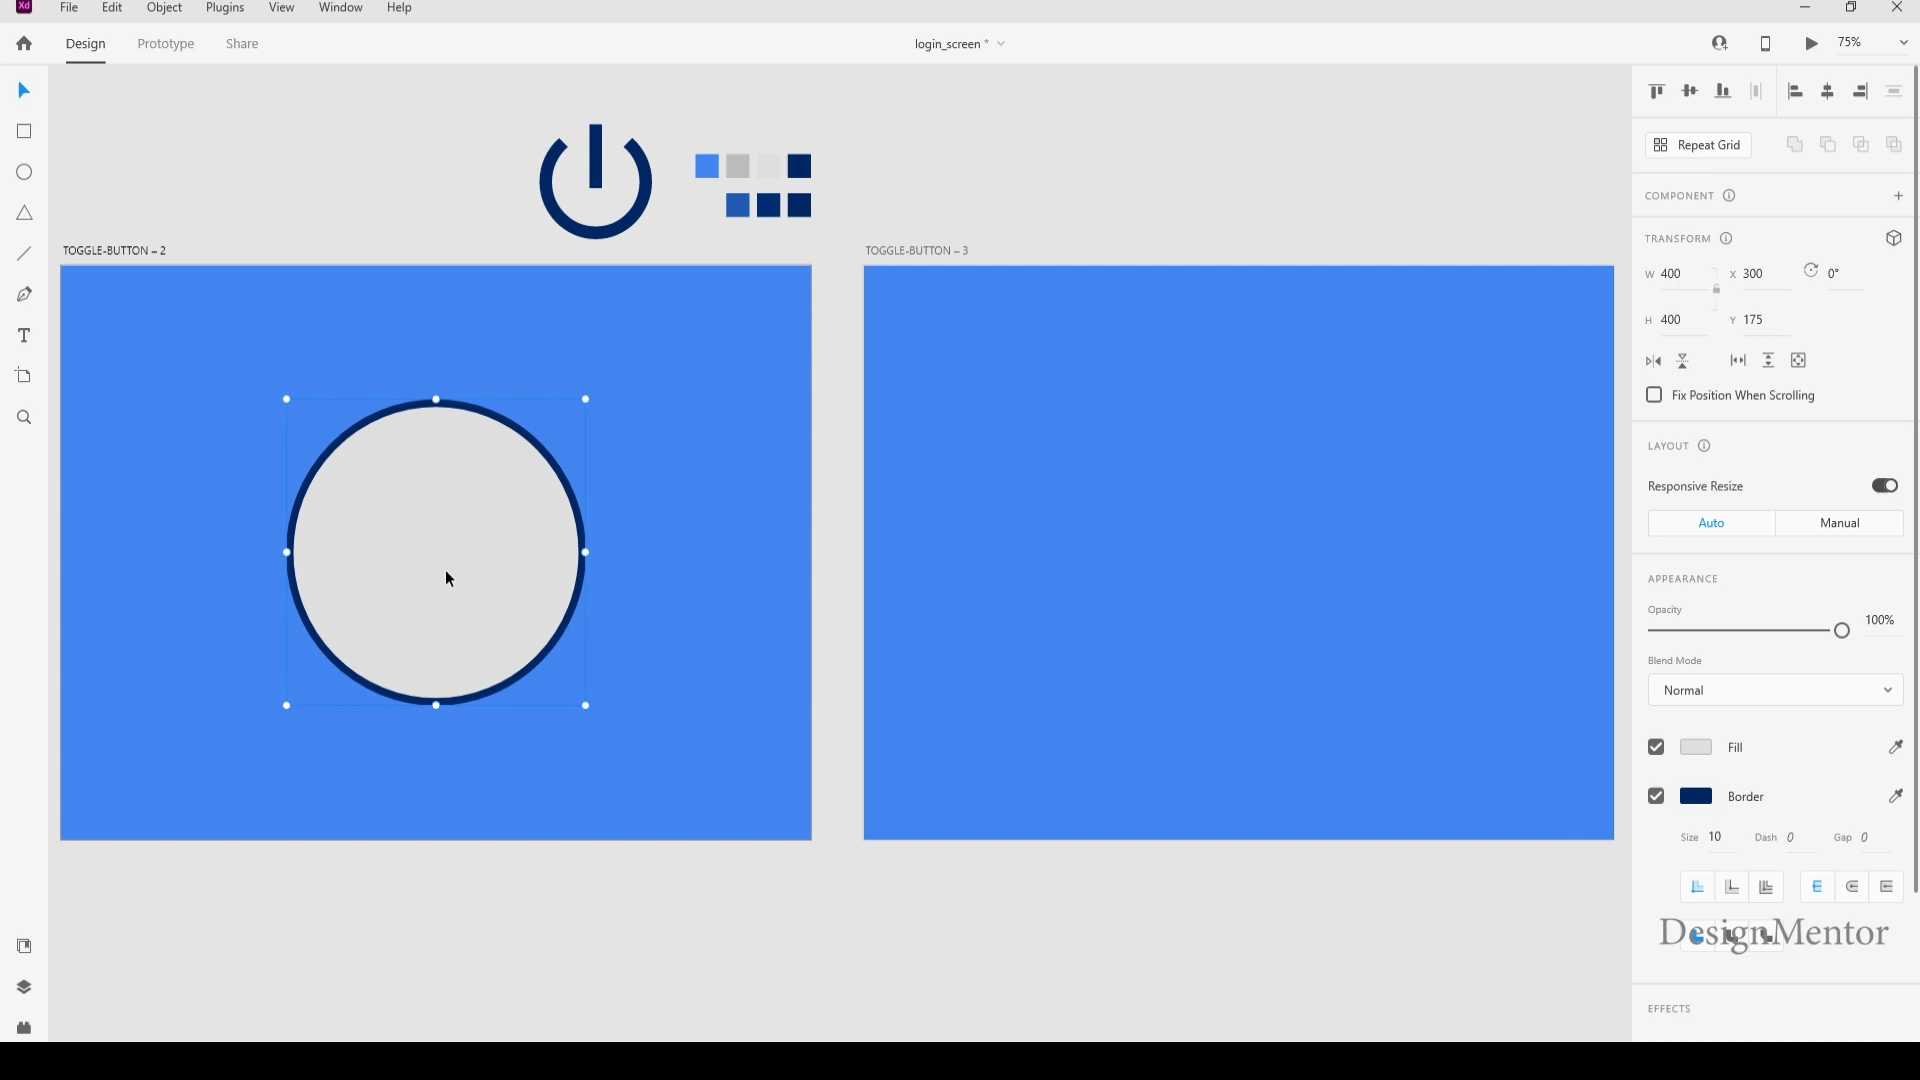 Xd File Edit Object Plugins View Window Help
Design Prototype Share login_screen * 75%
Repeat Grid
COMPONENT
TOGGLE-BUTTON – 2 TOGGLE-BUTTON – 3
TRANSFORM
W 400 X 300 0°
H 400 Y 175
Fix Position When Scrolling
LAYOUT
Responsive Resize
Auto Manual
APPEARANCE
Opacity
100%
Blend Mode
Normal
Fill
Border
Size 10 Dash 0 Gap 0
DesignMentor
EFFECTS